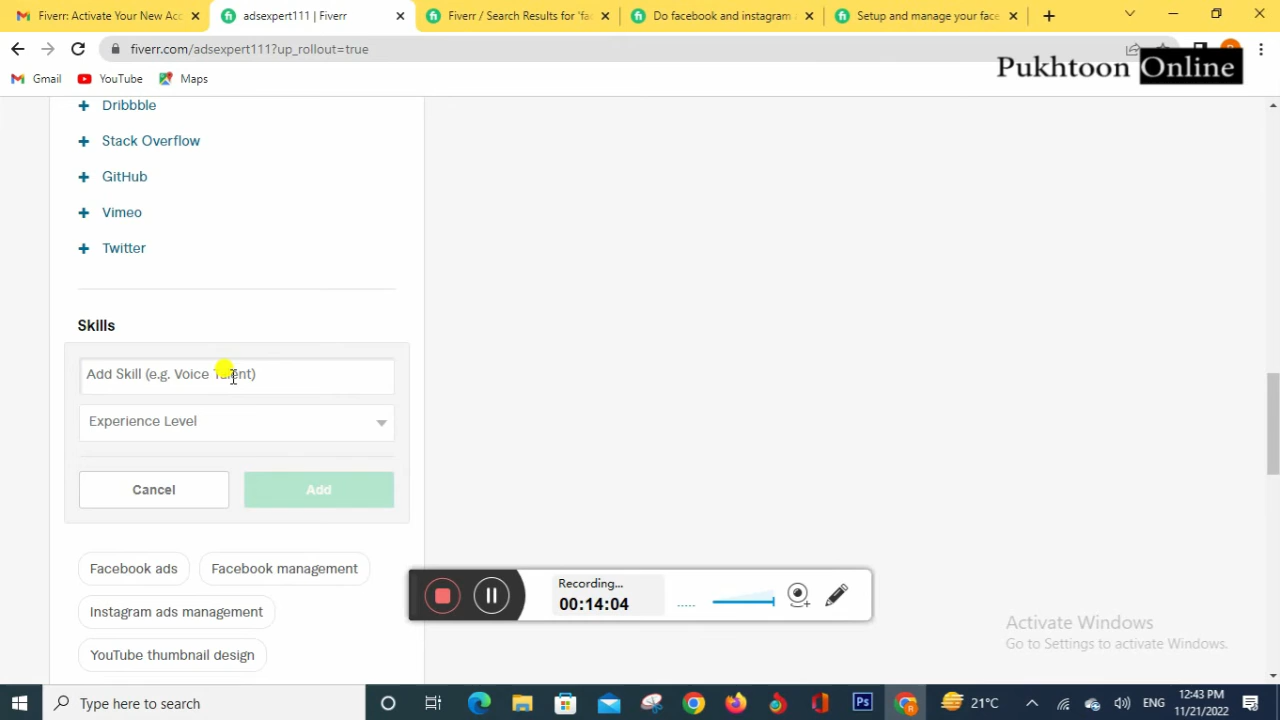 Fiverr: Activate Your New Acc
adsexpert111 | Fiverr
Fiverr / Search Results for 'fa
Do facebook and instagram
Setup and manage your face
fiverr.com/adsexpert111?up_rollout=true
Gmail
YouTube
Maps
Pukhtoon Online
Dribbble
Stack Overflow
GitHub
Vimeo
Twitter
Skills
Add Skill (e.g. Voice Talent)
Experience Level
Cancel
Add
Facebook ads
Facebook management
Instagram ads management
YouTube thumbnail design
Recording...
00:14:04
Activate Windows
Go to Settings to activate Windows.
Type here to search
Ps
R
21°C
ENG
12:43 PM
11/21/2022